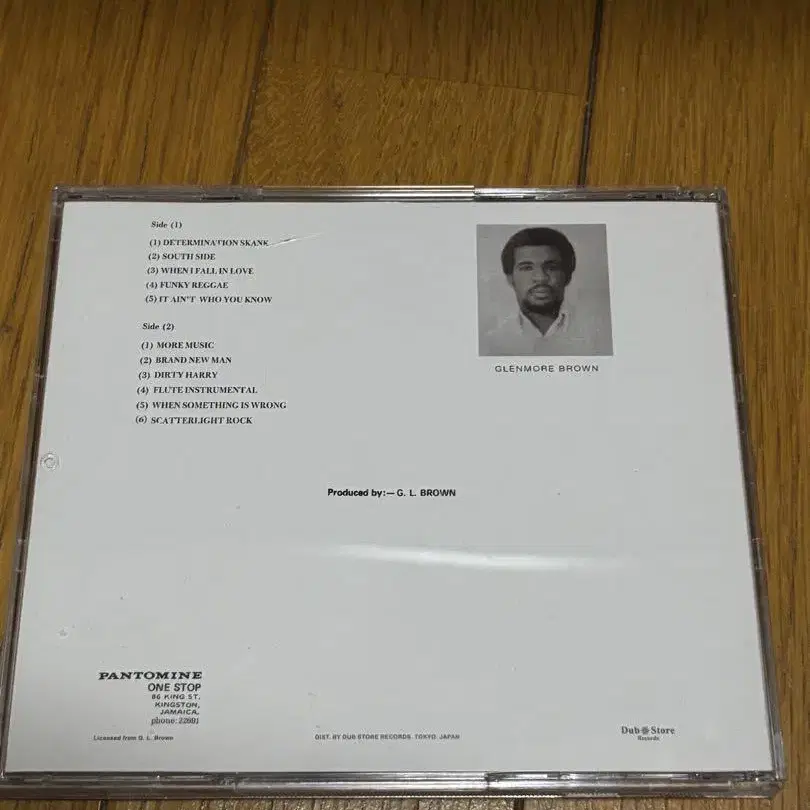 Side (1)
(1) DETERMINATION SKANK
(2) SOUTH SIDE
(3) WHEN I FALL IN LOVE
(4) FUNKY REGGAE
(5) IT AIN'T WHO YOU KNOW
Side (2)
(1) MORE MUSIC
(2) BRAND NEW MAN
(3) DIRTY HARRY
(4) FLUTE INSTRUMENTAL
(5) WHEN SOMETHING IS WRONG
(6) SCATTERLIGHT ROCK
GLENMORE BROWN
Produced by:— G. L. BROWN
PANTOMINE
ONE STOP
86 KING ST.
KINGSTON,
JAMAICA,
phone: 22691
Licensed from G. L. Brown
DIST. BY DUB STORE RECORDS. TOKYO. JAPAN
Dub Store
Records